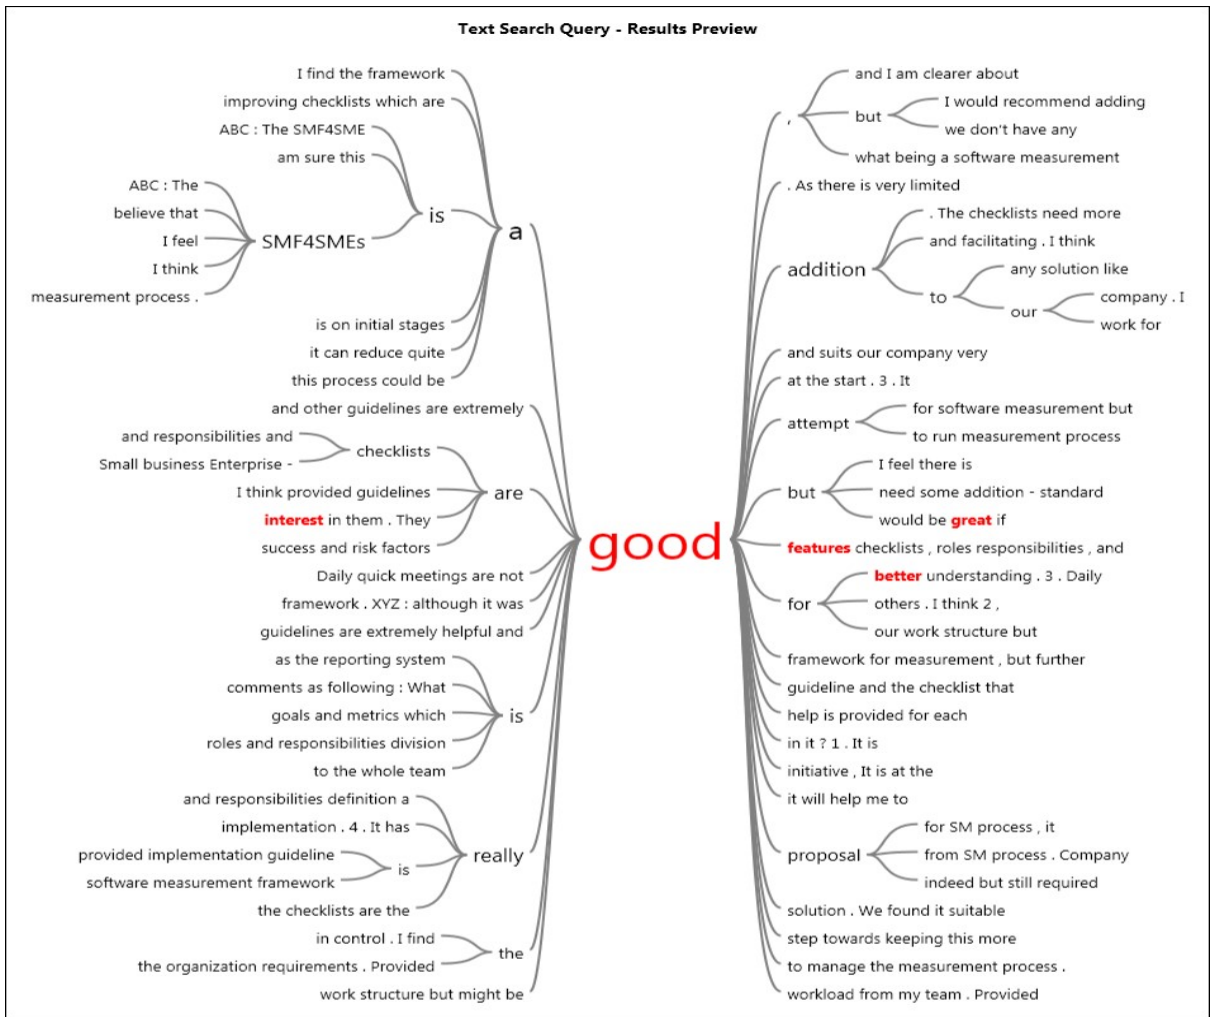 Text Search Query - Results Preview
I find the framework
improving checklists which are
ABC : The SMF4SME
am sure this
is
ABC : The
believe that
I feel
I think
measurement process .
SMF4SMEs
a
is on initial stages
it can reduce quite
this process could be
and other guidelines are extremely
and responsibilities and
Small business Enterprise -
checklists
I think provided guidelines
are
interest in them . They
success and risk factors
Daily quick meetings are not
framework . XYZ : although it was
guidelines are extremely helpful and
as the reporting system
comments as following : What
goals and metrics which
is
roles and responsibilities division
to the whole team
and responsibilities definition a
implementation . 4 . It has
provided implementation guideline
software measurement framework
is
really
the checklists are the
in control . I find
the organization requirements . Provided
the
work structure but might be
good
,
and I am clearer about
but
I would recommend adding
we don't have any
what being a software measurement
. As there is very limited
addition
. The checklists need more
and facilitating . I think
to
any solution like
our
company . I
work for
and suits our company very
at the start . 3 . It
attempt
for software measurement but
to run measurement process
but
I feel there is
need some addition - standard
would be great if
features checklists , roles responsibilities , and
for
better understanding . 3 . Daily
others . I think 2 ,
our work structure but
framework for measurement , but further
guideline and the checklist that
help is provided for each
in it ? 1 . It is
initiative , It is at the
it will help me to
proposal
for SM process , it
from SM process . Company
indeed but still required
solution . We found it suitable
step towards keeping this more
to manage the measurement process .
workload from my team . Provided